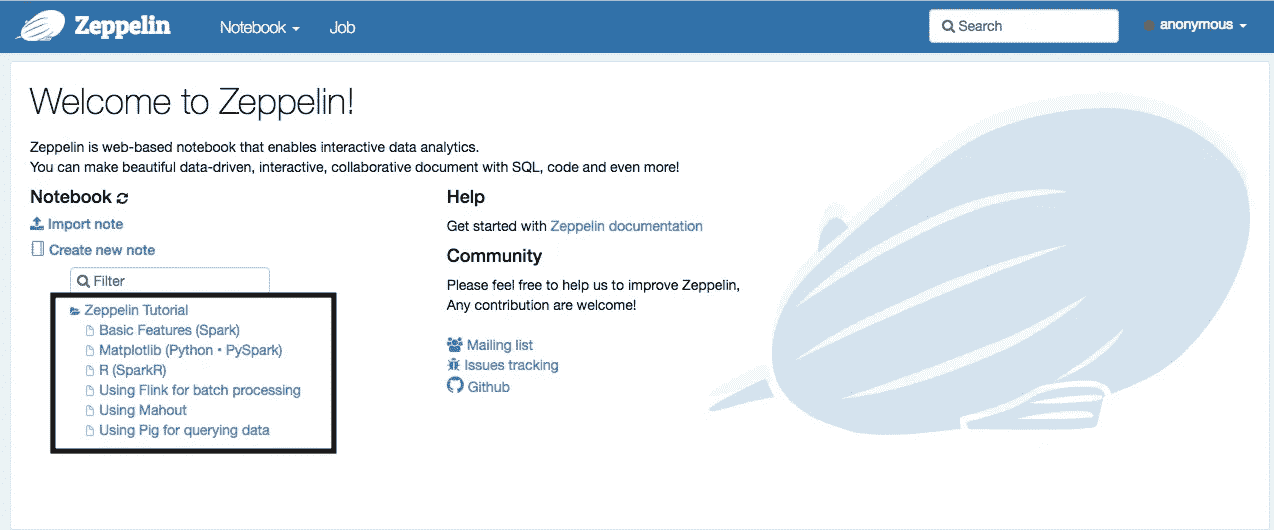 Zeppelin
Notebook
Job
Search
anonymous
Welcome to Zeppelin!
Zeppelin is web-based notebook that enables interactive data analytics.
You can make beautiful data-driven, interactive, collaborative document with SQL, code and even more!
Notebook
Import note
Create new note
Filter
Zeppelin Tutorial
Basic Features (Spark)
Matplotlib (Python • PySpark)
R (SparkR)
Using Flink for batch processing
Using Mahout
Using Pig for querying data
Help
Get started with Zeppelin documentation
Community
Please feel free to help us to improve Zeppelin,
Any contribution are welcome!
Mailing list
Issues tracking
Github